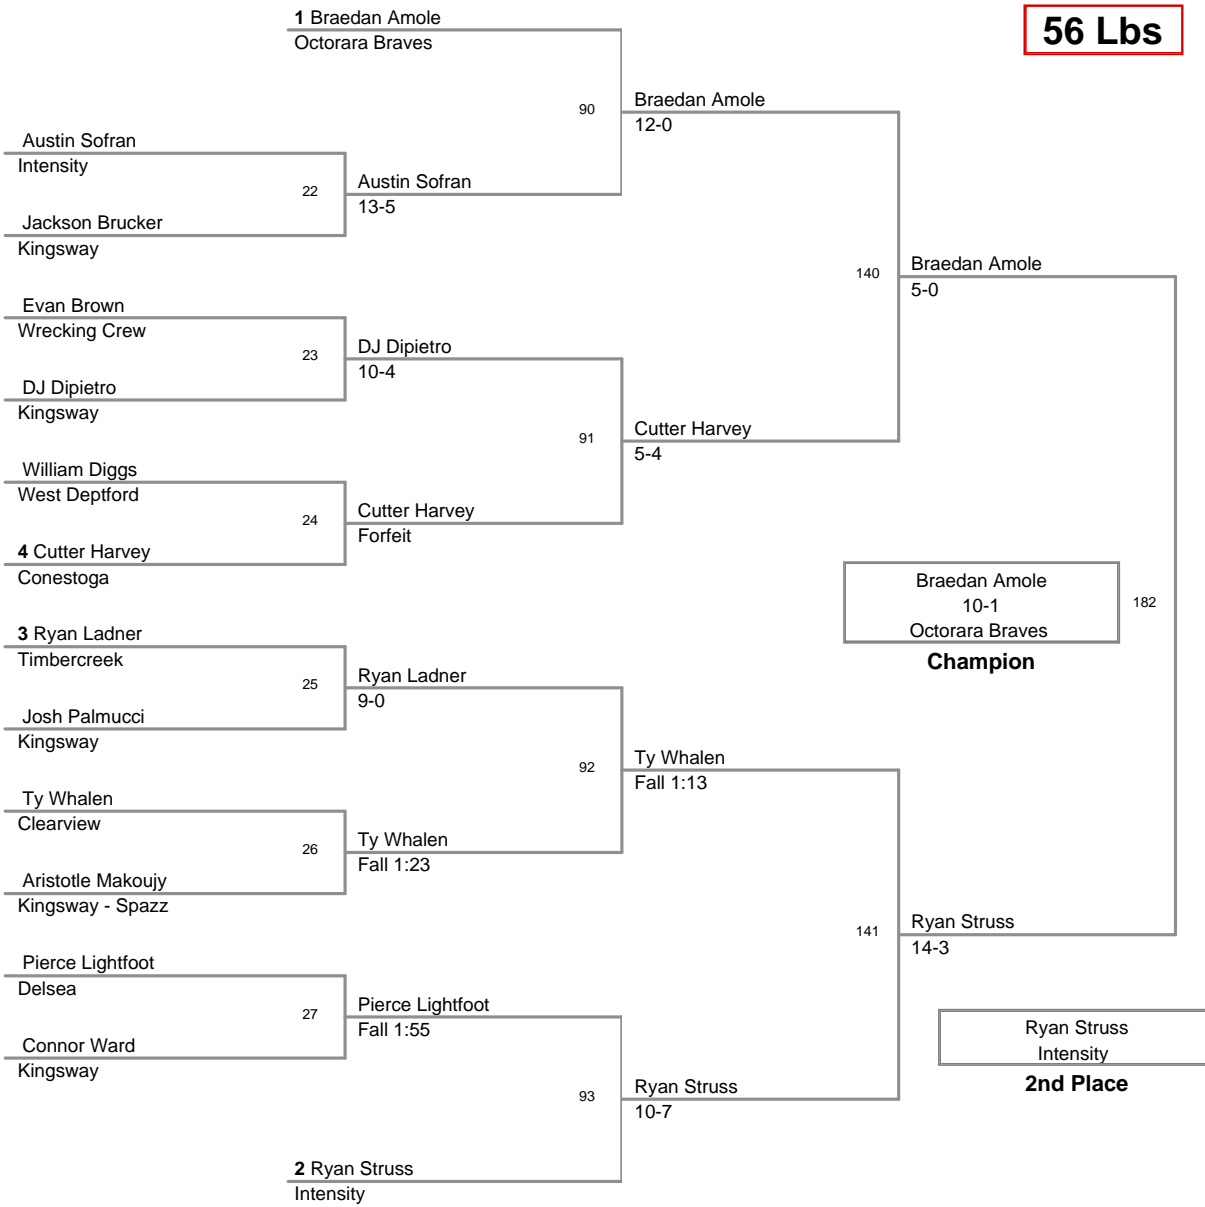 1 Braedan Amole
Octorara Braves
56 Lbs
90
Braedan Amole
12-0
Austin Sofran
Intensity
22
Austin Sofran
13-5
Jackson Brucker
Kingsway
140
Braedan Amole
5-0
Evan Brown
Wrecking Crew
23
DJ Dipietro
10-4
DJ Dipietro
Kingsway
91
Cutter Harvey
5-4
William Diggs
West Deptford
24
Cutter Harvey
Forfeit
4 Cutter Harvey
Conestoga
Braedan Amole
10-1
Octorara Braves
Champion
182
3 Ryan Ladner
Timbercreek
25
Ryan Ladner
9-0
Josh Palmucci
Kingsway
92
Ty Whalen
Fall 1:13
Ty Whalen
Clearview
26
Ty Whalen
Fall 1:23
Aristotle Makoujy
Kingsway - Spazz
141
Ryan Struss
14-3
Pierce Lightfoot
Delsea
27
Pierce Lightfoot
Fall 1:55
Connor Ward
Kingsway
Ryan Struss
Intensity
2nd Place
93
Ryan Struss
10-7
2 Ryan Struss
Intensity